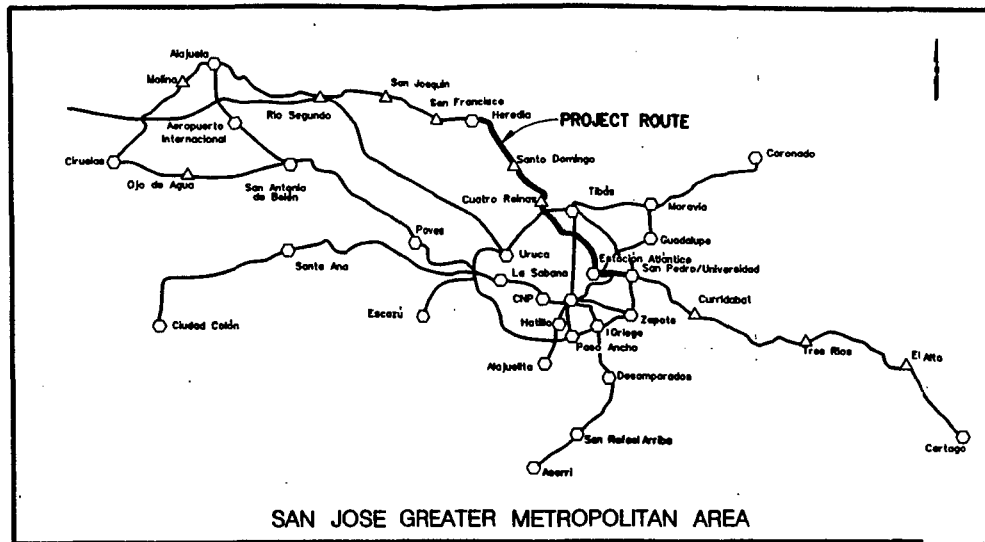 Alajuela
Molino
San Joaquin
San Francisco
Rio Segundo
Heredia
PROJECT ROUTE
Aeropuerto
Internacional
Coronado
Ciruelas
Santo Domingo
Ojo de Agua
San Antonio
de Belén
Cuatro Reinas
Tibás
Moravia
Pavas
Guadalupe
Uruca
Estación Atlántico
Santa Ana
La Sabana
San Pedro/Universidad
CNP
Curridabat
Escazú
Hatillo
Zapote
Ciudad Colón
I Griega
Paso Ancho
Tres Rios
El Alto
Alajuelita
Desamparados
San Rafael Arriba
Cartago
Aserri
SAN JOSE GREATER METROPOLITAN AREA